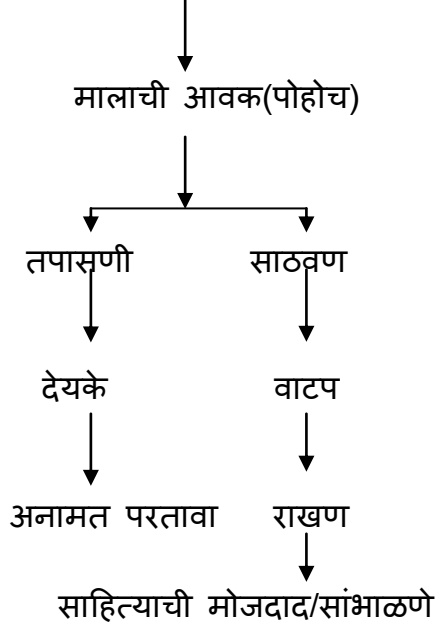 मालाची आवक(पोहोच)
तपासणी साठवण
देयके वाटप
अनामत परतावा राखण
साहित्याची मोजदाद/सांभाळणे